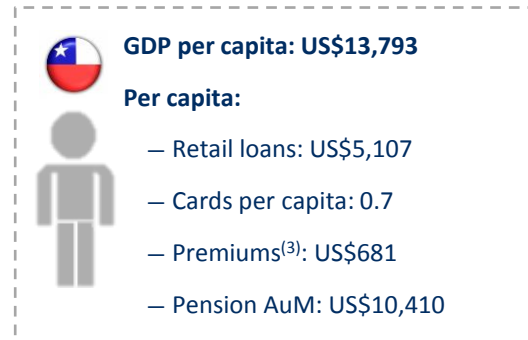 GDP per capita: US$13,793
Per capita:
— Retail loans: US$5,107
— Cards per capita: 0.7
— Premiums(3): US$681
— Pension AuM: US$10,410